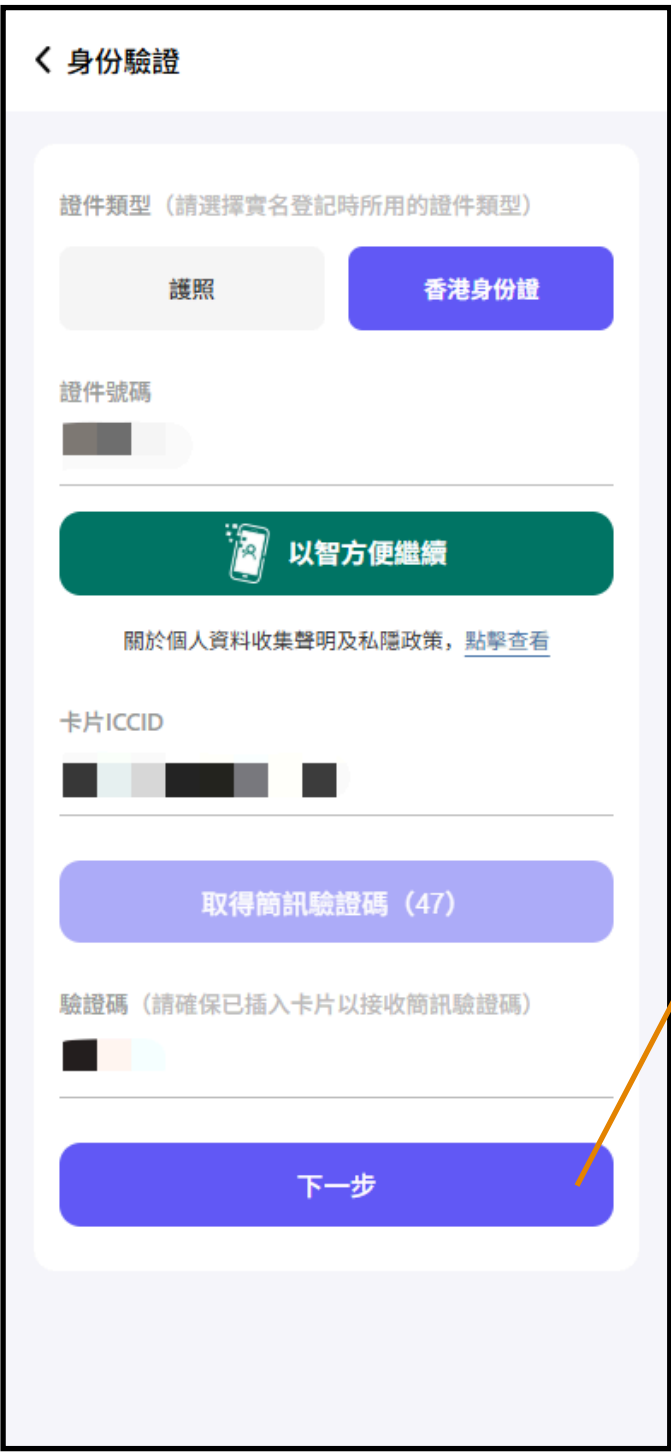 身份驗證
證件類型（請選擇實名登記時所用的證件類型）
護照
香港身份證
證件號碼
以智方便繼續
關於個人資料收集聲明及私隱政策，點擊查看
卡片ICCID
取得簡訊驗證碼（47）
驗證碼（請確保已插入卡片以接收簡訊驗證碼）
下一步